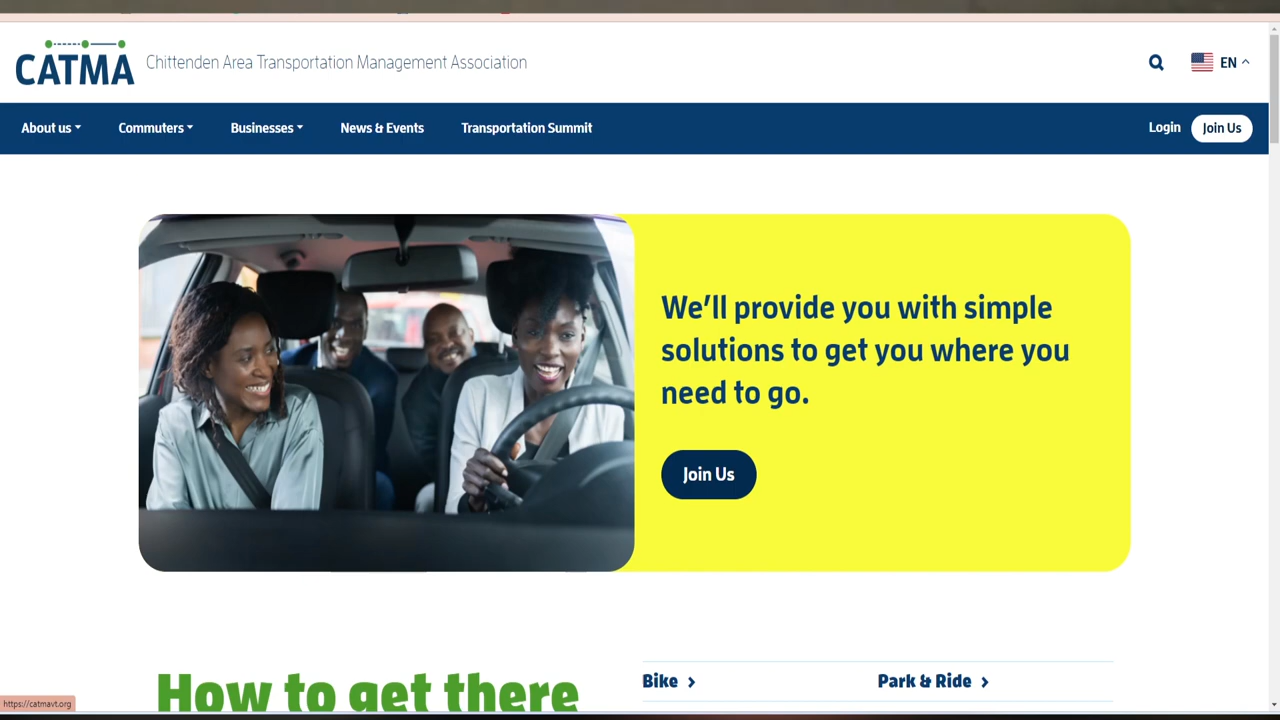 CATMA
Chittenden Area Transportation Management Association
EN
About us
Commuters
Businesses
News & Events
Transportation Summit
Login
Join Us
We'll provide you with simple
solutions to get you where you
need to go.
Join Us
How to get there
Bike
Park & Ride
https://catmavt.org